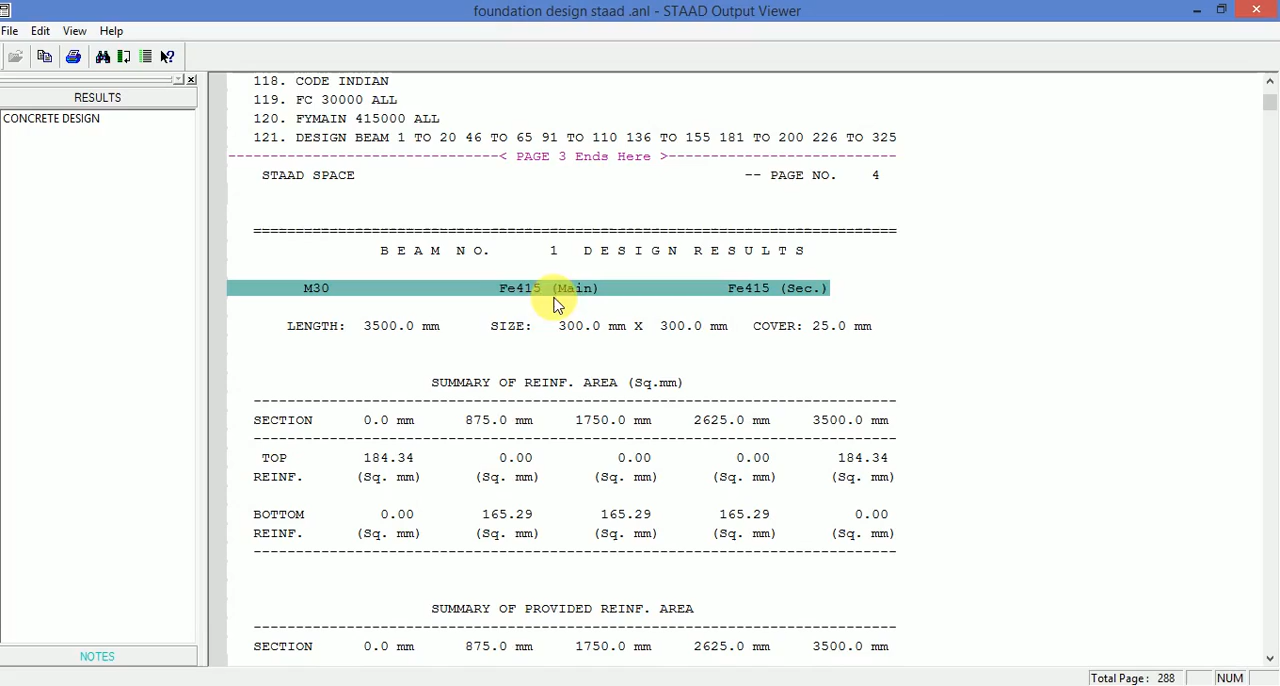 foundation design staad .anl - STAAD Output Viewer
File Edit View Help
RESULTS
CONCRETE DESIGN
NOTES
118. CODE INDIAN
119. FC 30000 ALL
120. FYMAIN 415000 ALL
121. DESIGN BEAM 1 TO 20 46 TO 65 91 TO 110 136 TO 155 181 TO 200 226 TO 325
---------------------------------< PAGE 3 Ends Here >---------------------------
STAAD SPACE -- PAGE NO. 4
============================================================================
B E A M N O. 1 D E S I G N R E S U L T S
M30 Fe415 (Main) Fe415 (Sec.)
LENGTH: 3500.0 mm SIZE: 300.0 mm X 300.0 mm COVER: 25.0 mm
SUMMARY OF REINF. AREA (Sq.mm)
----------------------------------------------------------------------------
SECTION 0.0 mm 875.0 mm 1750.0 mm 2625.0 mm 3500.0 mm
----------------------------------------------------------------------------
TOP 184.34 0.00 0.00 0.00 184.34
REINF. (Sq. mm) (Sq. mm) (Sq. mm) (Sq. mm) (Sq. mm)
BOTTOM 0.00 165.29 165.29 165.29 0.00
REINF. (Sq. mm) (Sq. mm) (Sq. mm) (Sq. mm) (Sq. mm)
----------------------------------------------------------------------------
SUMMARY OF PROVIDED REINF. AREA
----------------------------------------------------------------------------
SECTION 0.0 mm 875.0 mm 1750.0 mm 2625.0 mm 3500.0 mm
Total Page: 288 NUM